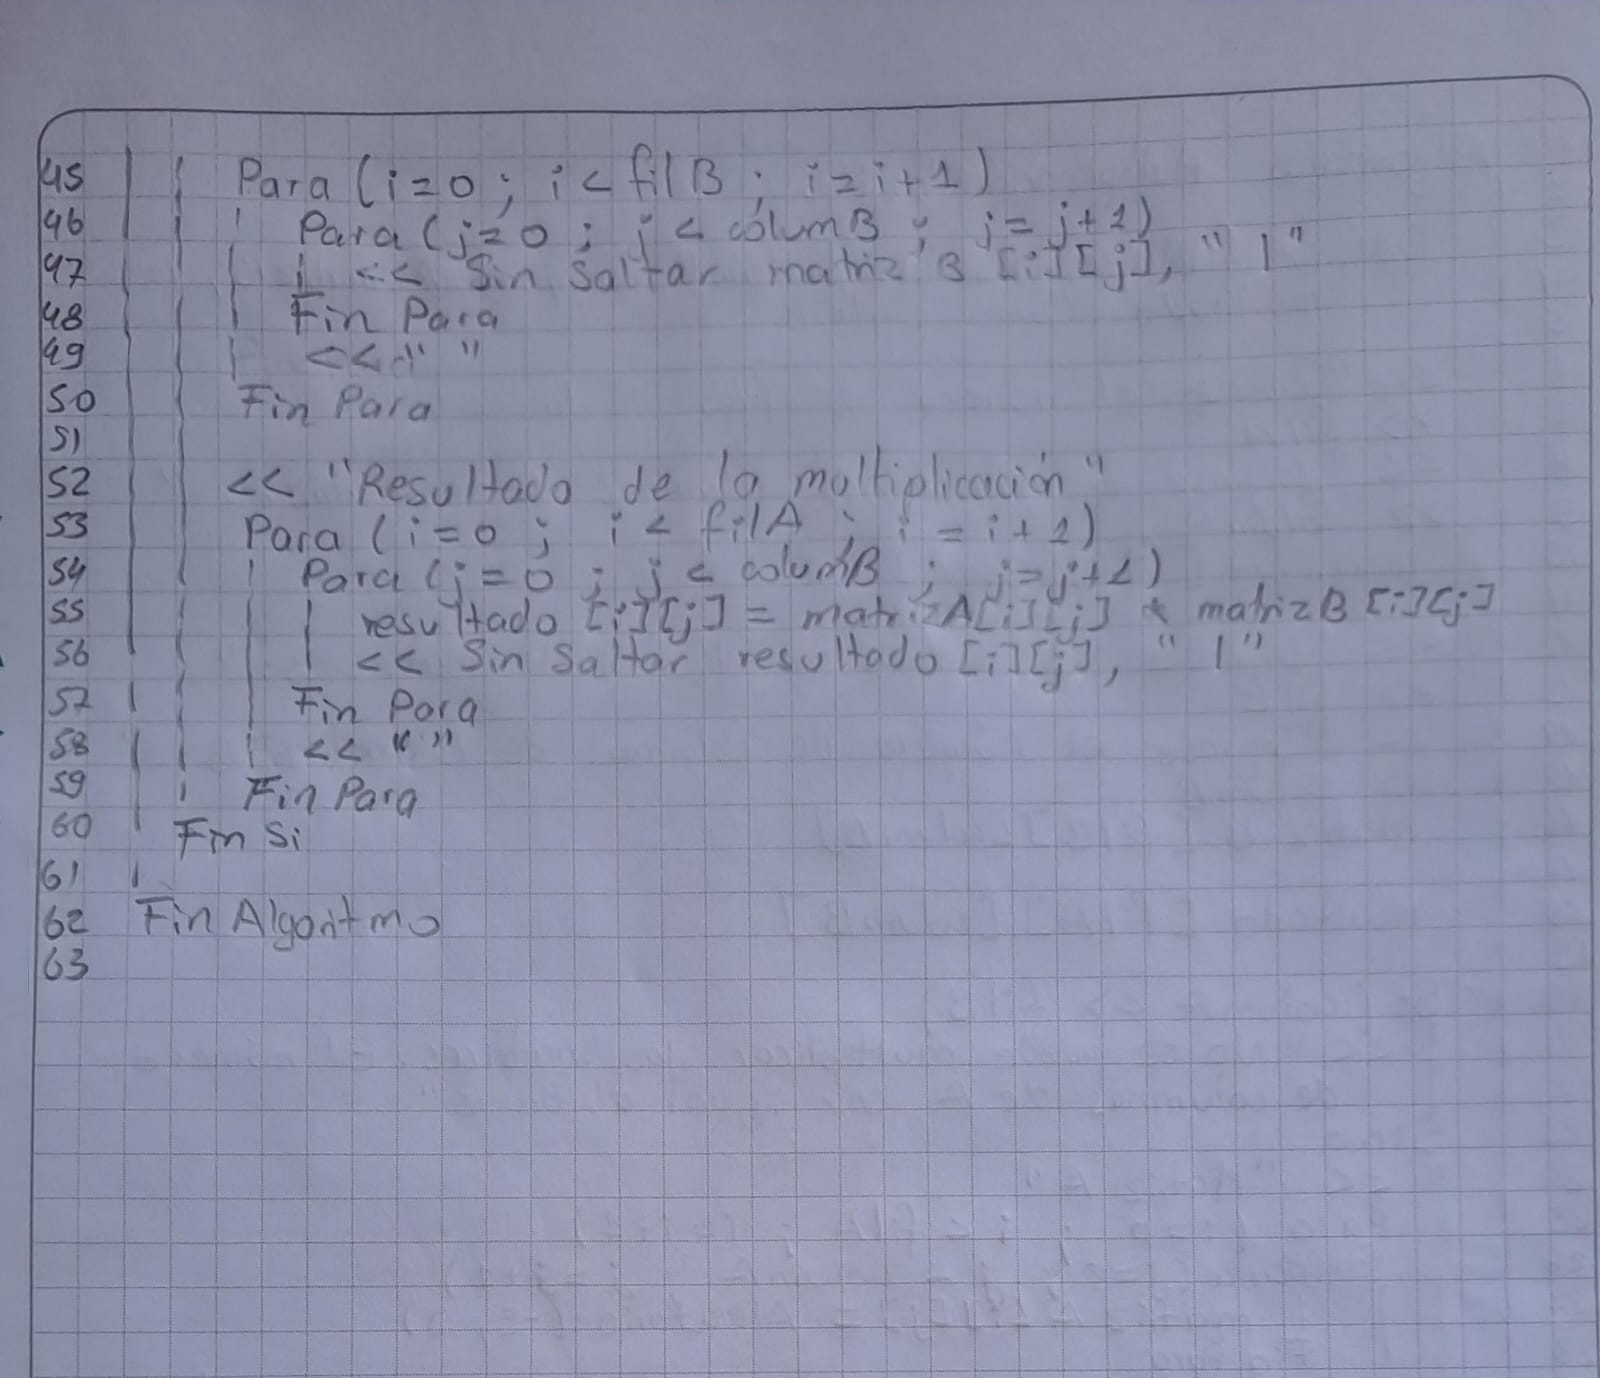 45 Para (i=0 ; i < filB ; i=i+1)
46 Para (j=0 ; j < columB ; j=j+1)
47 << Sin Saltar matriz B [i][j], " | "
48 Fin Para
49 << " "
50 Fin Para
51
52 << "Resultado de la multiplicación"
53 Para (i=0 ; i < filA ; i = i+1)
54 Para (j=0 ; j < columB ; j=j+1)
55 resultado [i][j] = matrizA[i][j] * matrizB [i][j]
56 << Sin Saltar resultado [i][j], " | "
57 Fin Para
58 << " "
59 Fin Para
60 Fin Si
61
62 Fin Algoritmo
63